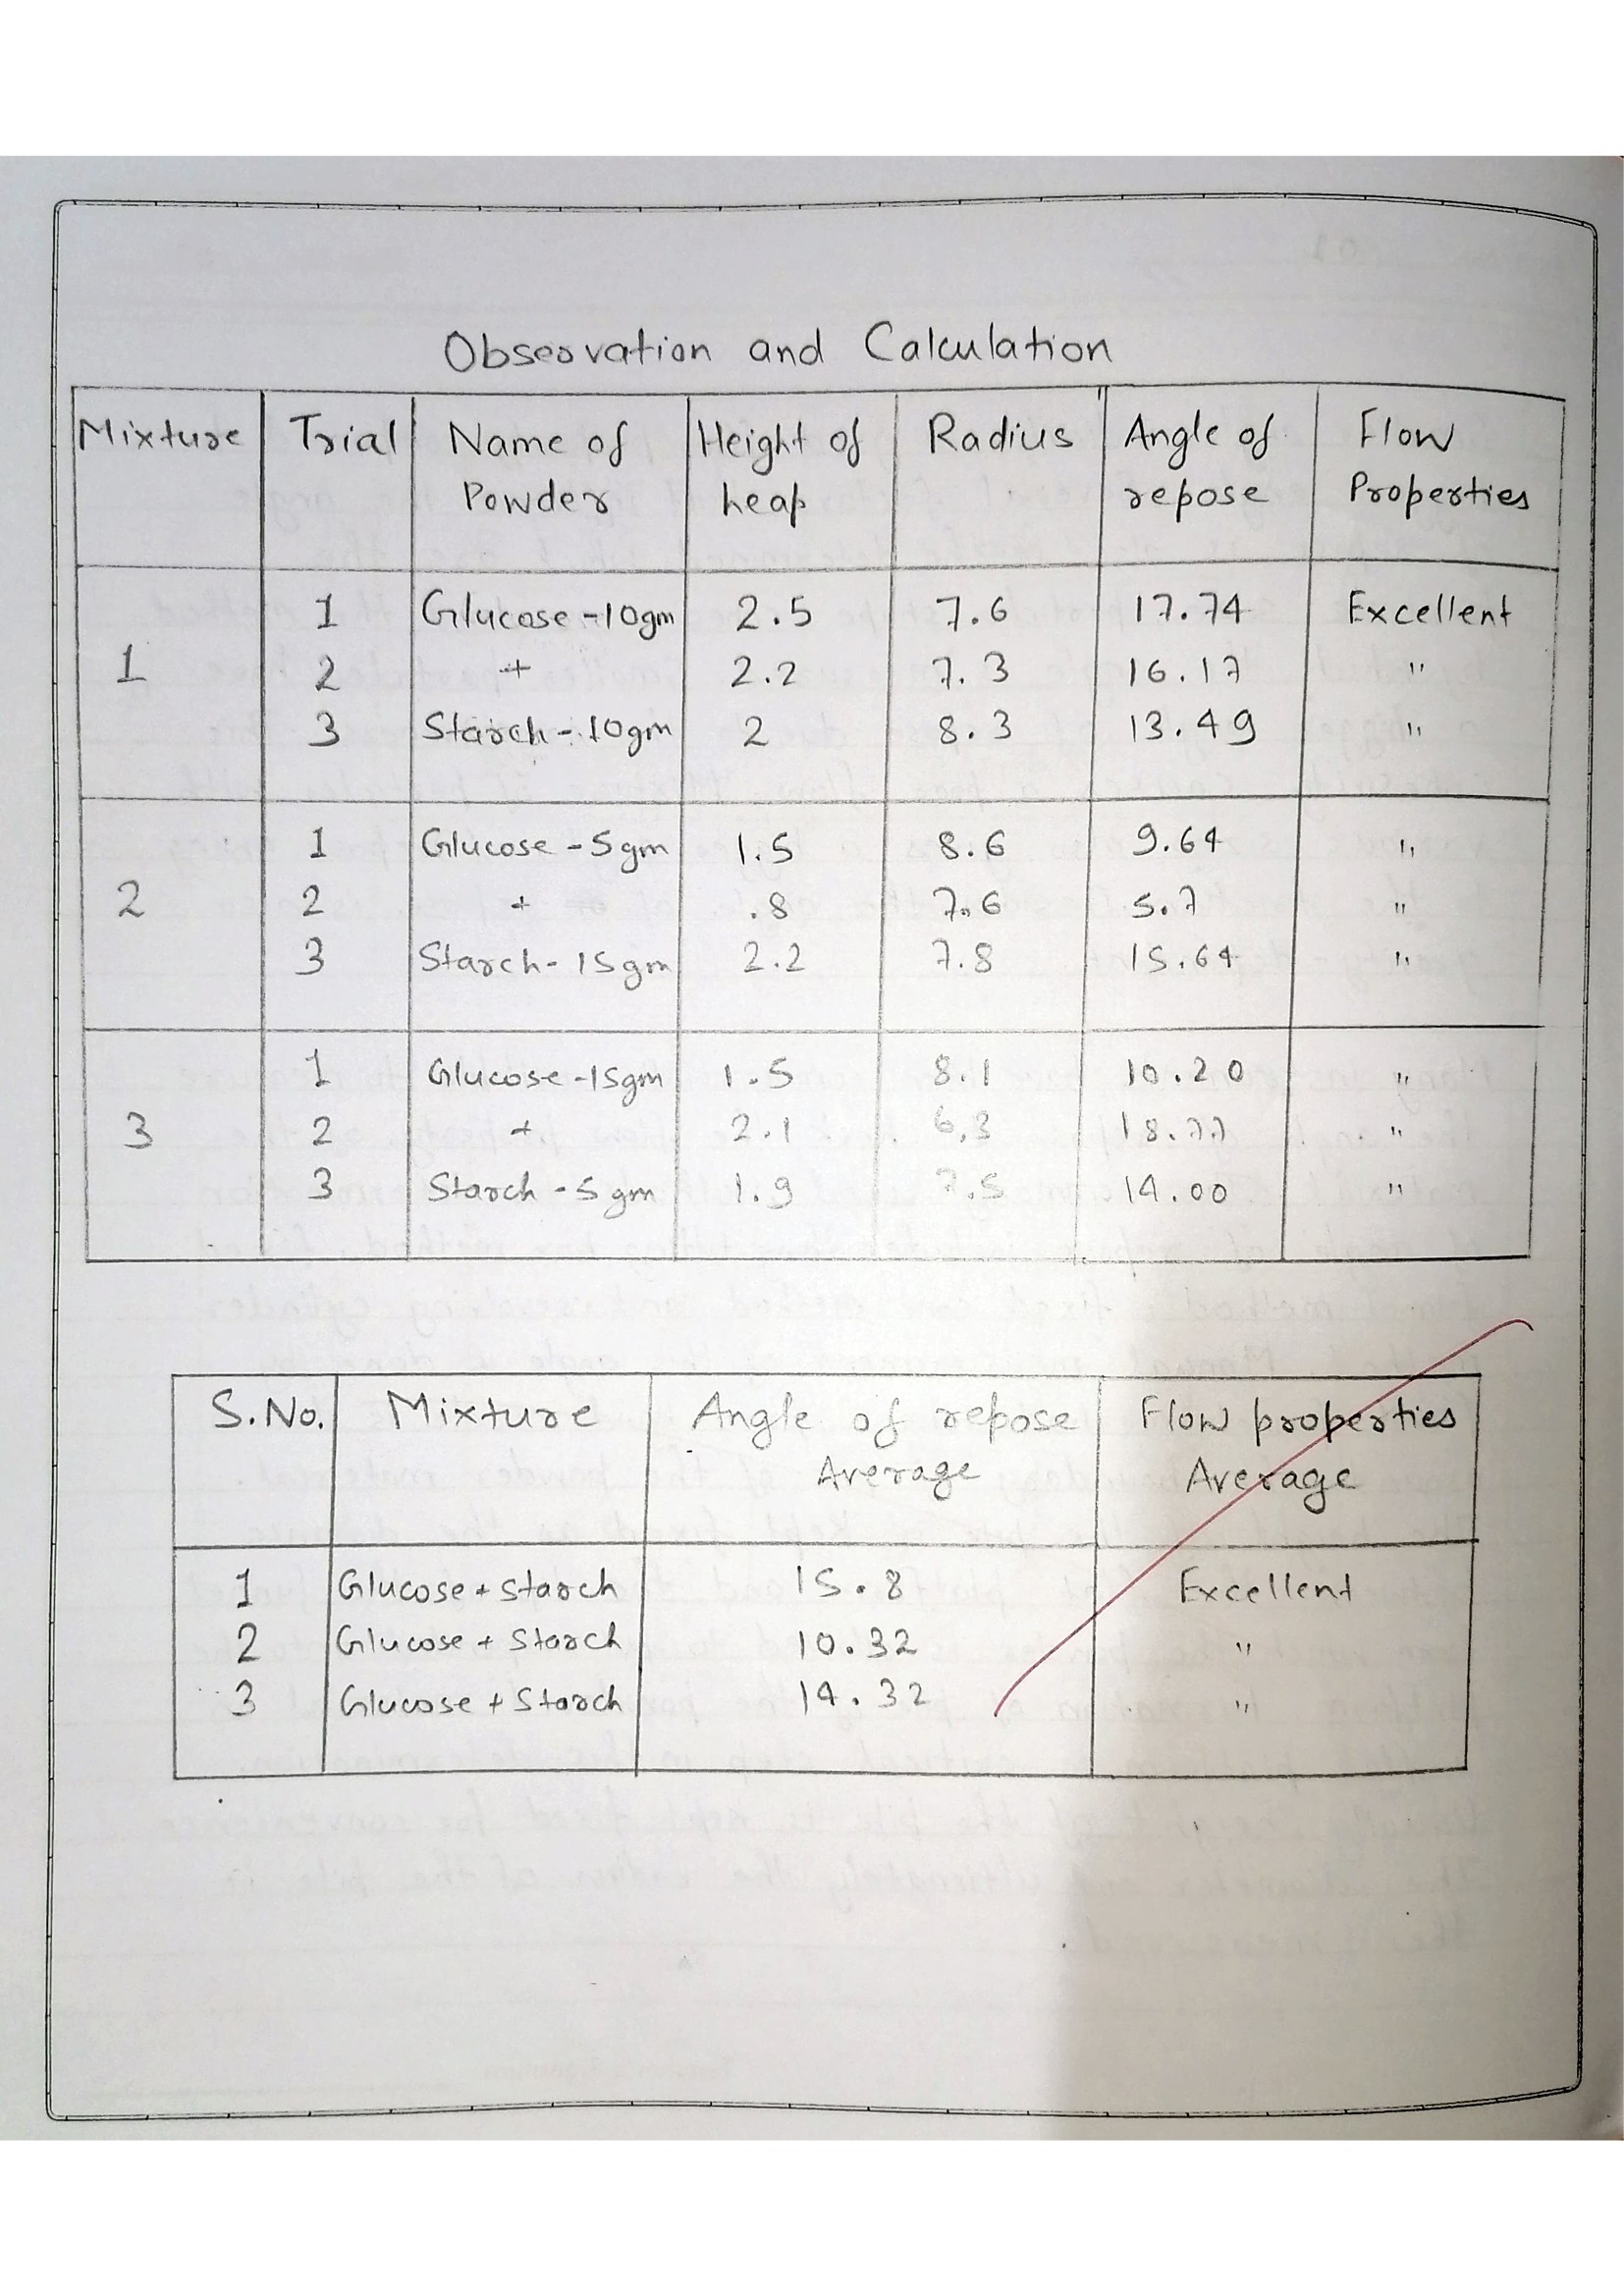 Observation and Calculation
Mixture Trial Name of Powder Height of heap Radius Angle of repose Flow Properties
1 Glucose - 10gm 2.5 7.6 17.74 Excellent
1 2 + 2.2 7.3 16.17 "
3 Starch - 10gm 2 8.3 13.49 "
1 Glucose - 5gm 1.5 8.6 9.64 "
2 2 + .8 7.6 5.7 "
3 Starch - 15gm 2.2 7.8 15.64 "
1 Glucose - 15gm 1.5 8.1 10.20 "
3 2 + 2.1 6.3 18.77 "
3 Starch - 5gm 1.9 7.5 14.00 "
S.No. Mixture Angle of repose Average Flow properties Average
1 Glucose + Starch 15.8 Excellent
2 Glucose + Starch 10.32 "
3 Glucose + Starch 14.32 "